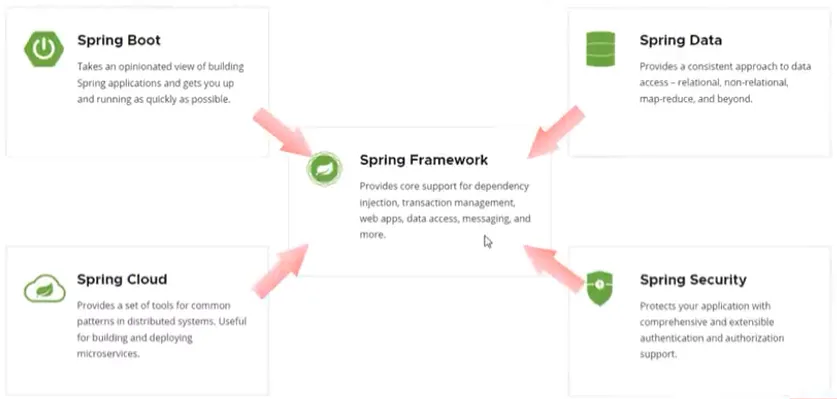 Spring Boot
Takes an opinionated view of building
Spring applications and gets you up
and running as quickly as possible.
Spring Data
Provides a consistent approach to data
access – relational, non-relational,
map-reduce, and beyond.
Spring Framework
Provides core support for dependency
injection, transaction management,
web apps, data access, messaging, and
more.
Spring Cloud
Provides a set of tools for common
patterns in distributed systems. Useful
for building and deploying
microservices.
Spring Security
Protects your application with
comprehensive and extensible
authentication and authorization
support.